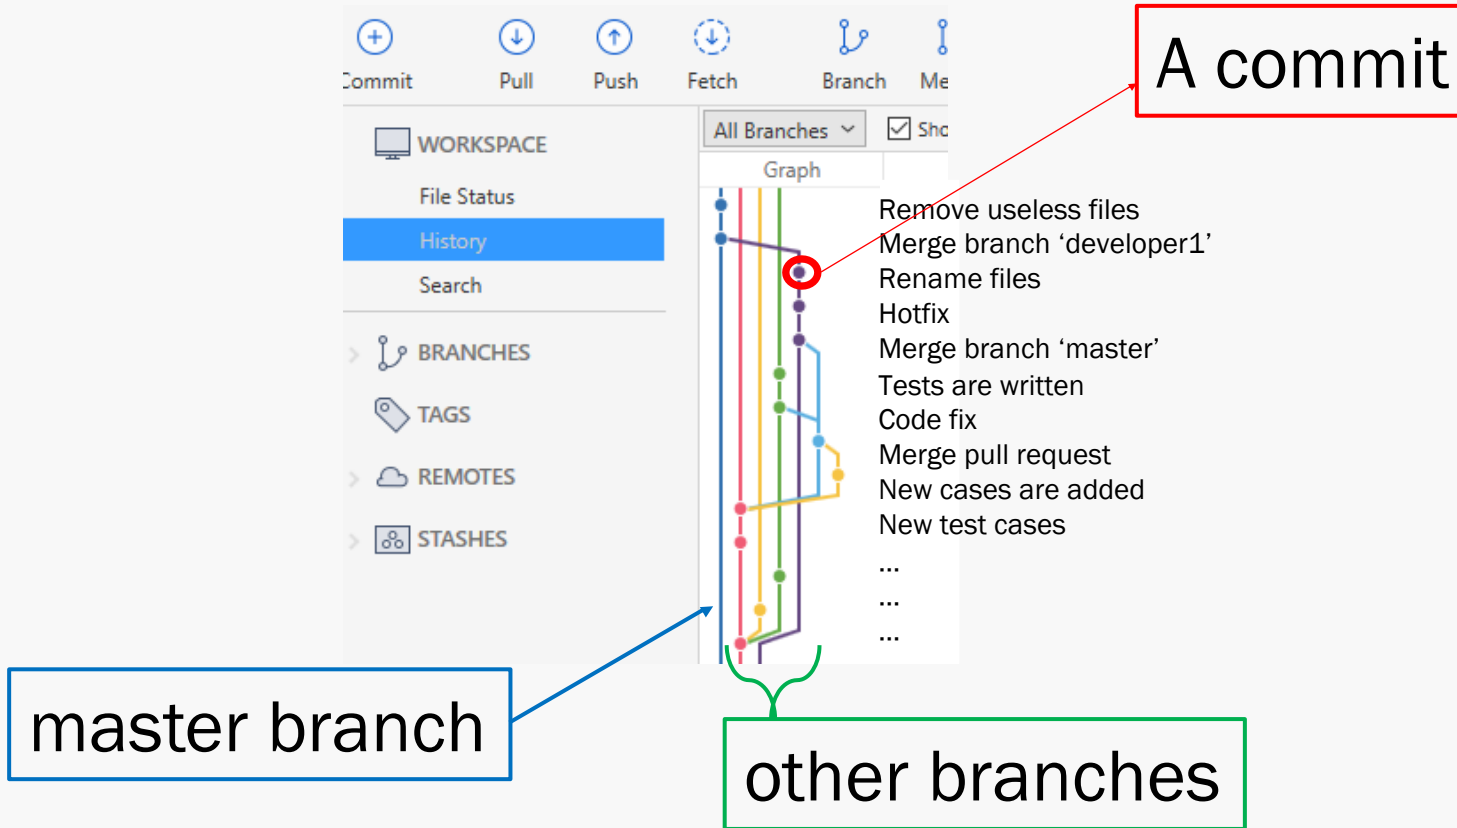 A commit
Commit Pull Push Fetch Branch Me
All Branches Sho
WORKSPACE
Graph
File Status
History
Search
BRANCHES
TAGS
REMOTES
STASHES
Remove useless files
Merge branch ‘developer1’
Rename files
Hotfix
Merge branch ‘master’
Tests are written
Code fix
Merge pull request
New cases are added
New test cases
...
...
...
master branch
other branches